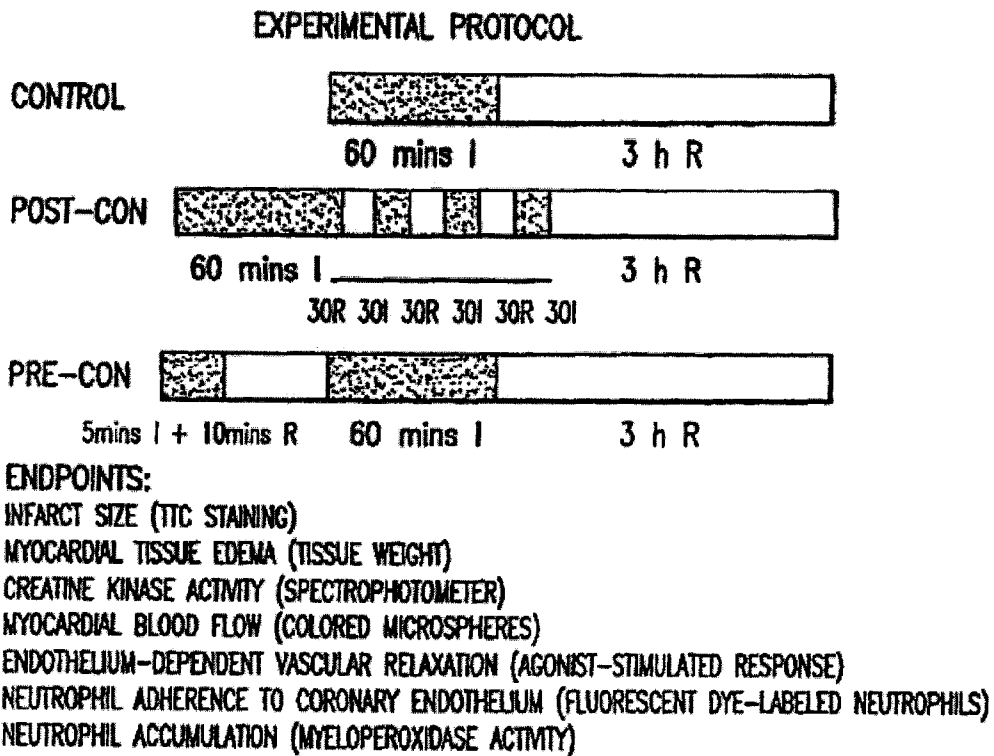 EXPERIMENTAL PROTOCOL
CONTROL
60 mins I 3 h R
POST-CON
60 mins I 3 h R
30R 30I 30R 30I 30R 30I
PRE-CON
5mins I + 10mins R 60 mins I 3 h R
ENDPOINTS:
INFARCT SIZE (TTC STAINING)
MYOCARDIAL TISSUE EDEMA (TISSUE WEIGHT)
CREATINE KINASE ACTIVITY (SPECTROPHOTOMETER)
MYOCARDIAL BLOOD FLOW (COLORED MICROSPHERES)
ENDOTHELIUM-DEPENDENT VASCULAR RELAXATION (AGONIST-STIMULATED RESPONSE)
NEUTROPHIL ADHERENCE TO CORONARY ENDOTHELIUM (FLUORESCENT DYE-LABELED NEUTROPHILS)
NEUTROPHIL ACCUMULATION (MYELOPEROXIDASE ACTIVITY)